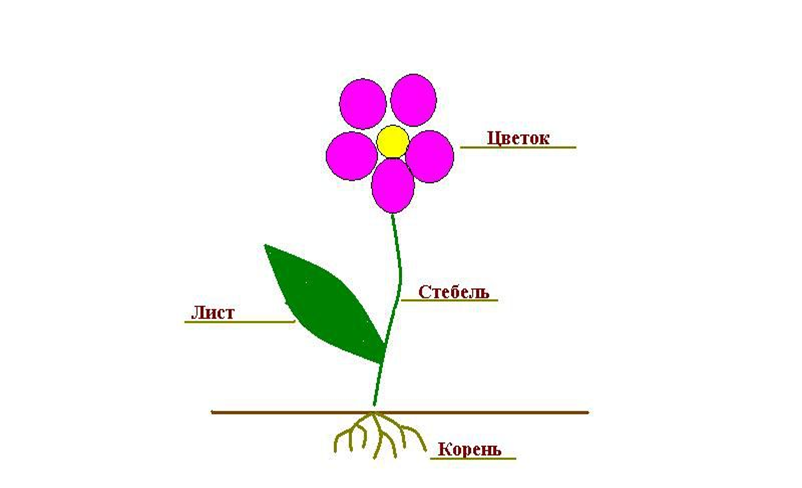 Цветок
Стебель
Лист
Корень